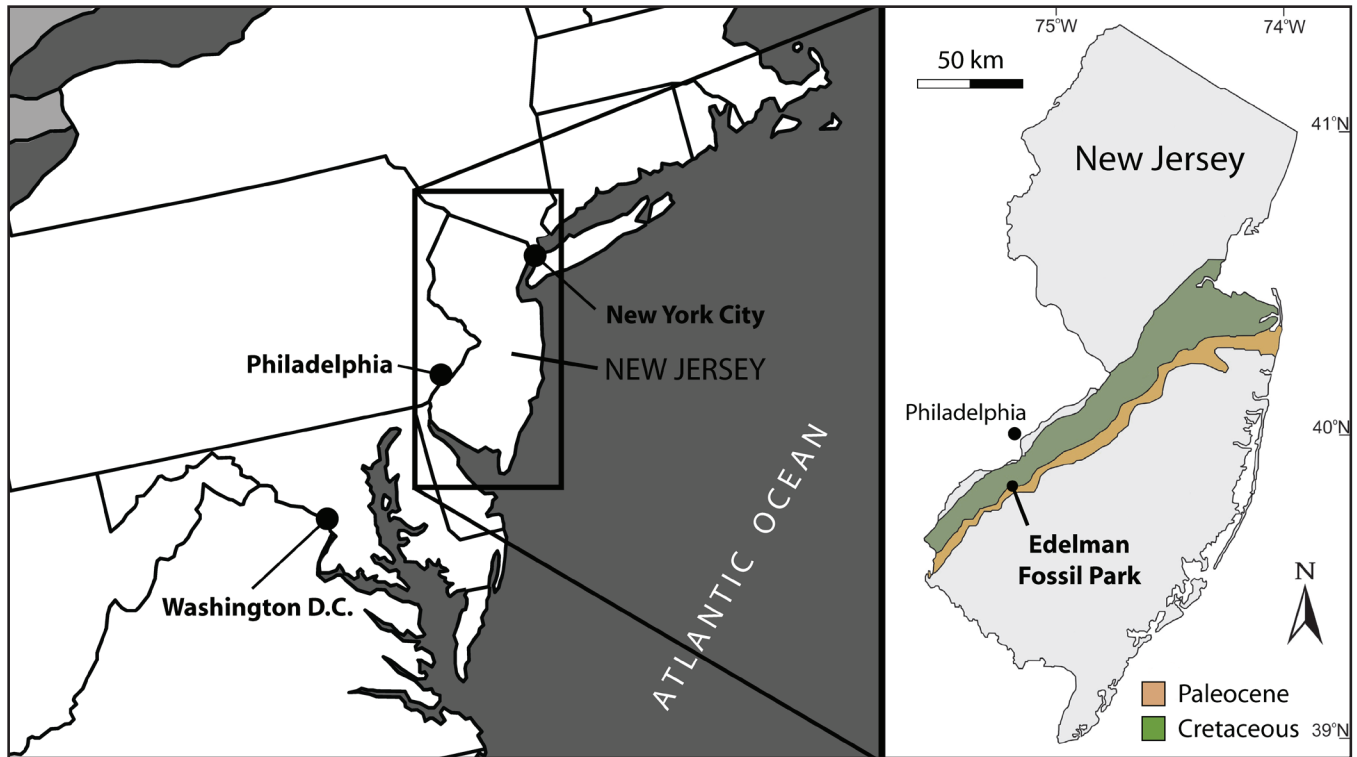 New York City
NEW JERSEY
Philadelphia
Washington D.C.
ATLANTIC OCEAN
75°W
74°W
50 km
41°N
New Jersey
Philadelphia
40°N
Edelman
Fossil Park
N
Paleocene
Cretaceous
39°N